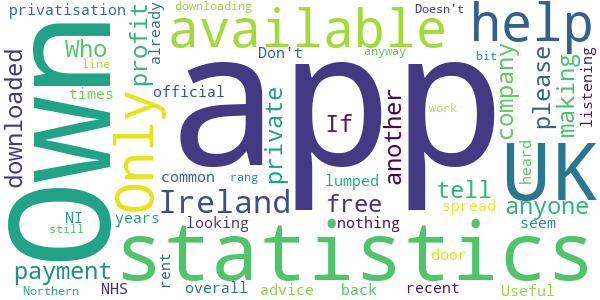 privatisation downloading Doesn't
already available help
Who profit Don't anyway bit
line official app company please making listening
downloaded times Own Only private If another work heard
common rang lumped tell UK
NI years Ireland free spread anyone
still looking nothing seem
payment rent statistics door
Northern NHS overall advice back recent Useful